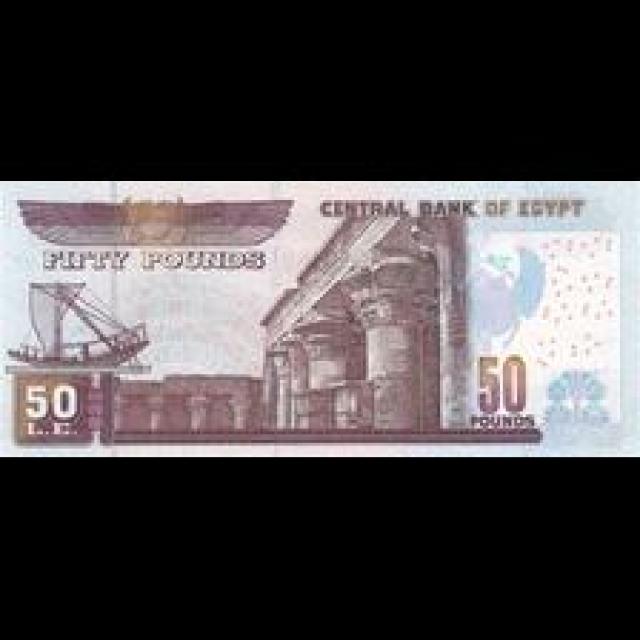 CENTRAL BANK OF EGYPT
FIFTY POUNDS
50
L.E.
50
POUNDS